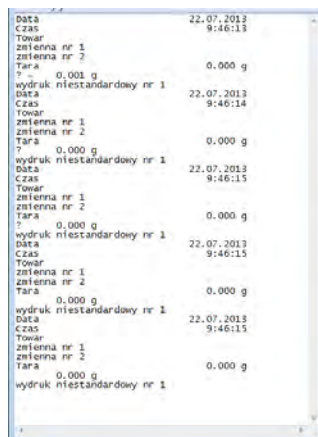 Data 22.07.2013
Czas 9:46:13
Towar
zmienna nr 1
zmienna nr 2
Tara 0.000 g
? - 0.001 g
wydruk niestandardowy nr 1
Data 22.07.2013
Czas 9:46:14
Towar
zmienna nr 1
zmienna nr 2
Tara 0.000 g
? 0.000 g
wydruk niestandardowy nr 1
Data 22.07.2013
Czas 9:46:15
Towar
zmienna nr 1
zmienna nr 2
Tara 0.000 g
? 0.000 g
wydruk niestandardowy nr 1
Data 22.07.2013
Czas 9:46:15
Towar
zmienna nr 1
zmienna nr 2
Tara 0.000 g
0.000 g
wydruk niestandardowy nr 1
Data 22.07.2013
Czas 9:46:15
Towar
zmienna nr 1
zmienna nr 2
Tara 0.000 g
0.000 g
wydruk niestandardowy nr 1